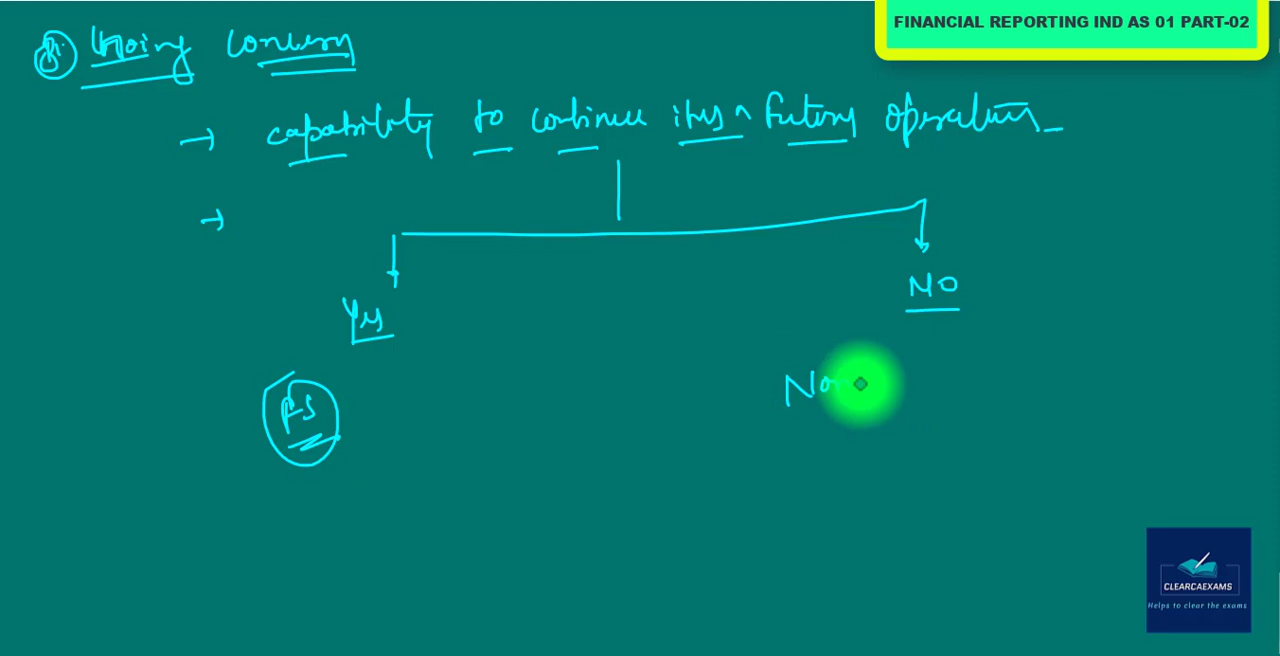 FINANCIAL REPORTING IND AS 01 PART-02
Going Concern
→ capability to continue its future operations
→
Yes
NO
FS
No
CLEARCAEXAMS
Helps to clear the exams